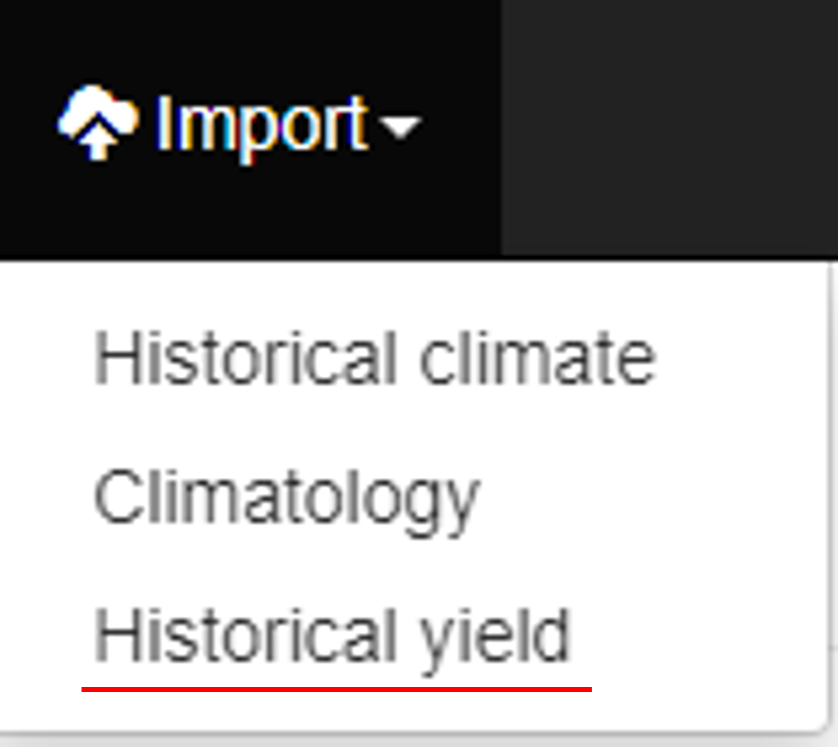 Import
Historical climate
Climatology
Historical yield